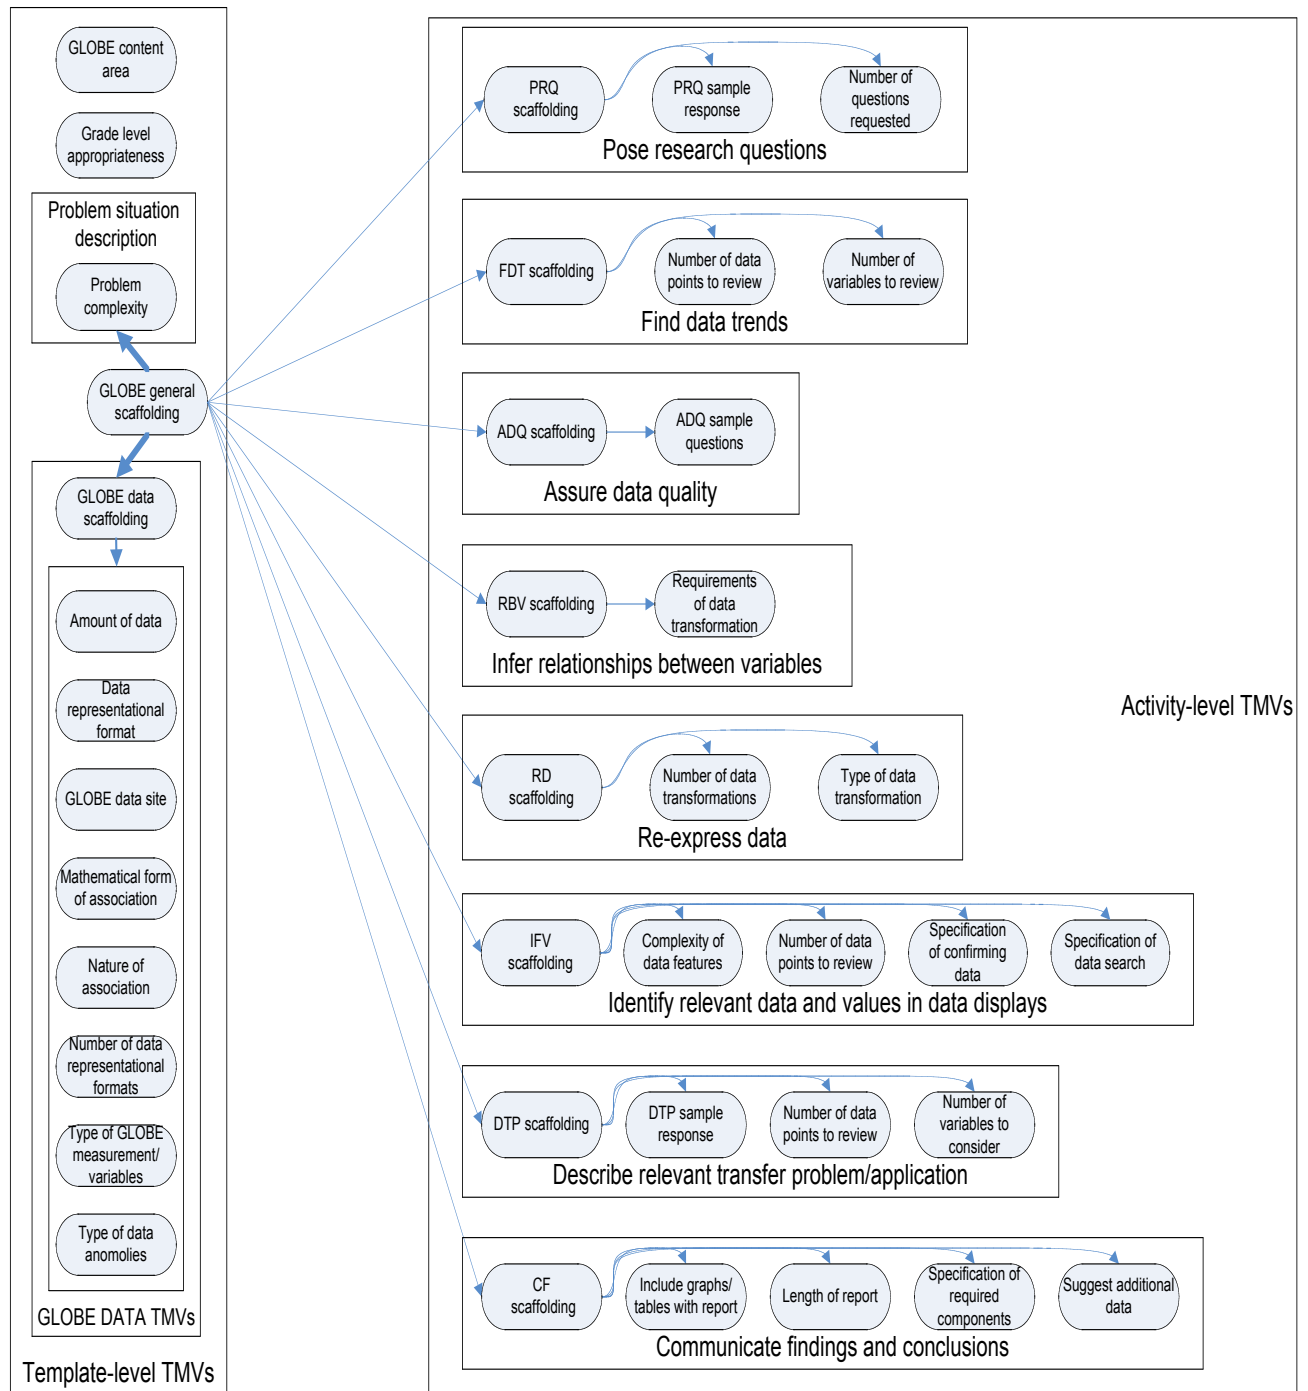 GLOBE content
area
Grade level
appropriateness
Problem situation
description
Problem
complexity
GLOBE general
scaffolding
GLOBE data
scaffolding
Amount of data
Data
representational
format
GLOBE data site
Mathematical form
of association
Nature of
association
Number of data
representational
formats
Type of GLOBE
measurement/
variables
Type of data
anomolies
GLOBE DATA TMVs
Template-level TMVs
PRQ
scaffolding
PRQ sample
response
Number of
questions
requested
Pose research questions
FDT scaffolding
Number of data
points to review
Number of
variables to review
Find data trends
ADQ scaffolding
ADQ sample
questions
Assure data quality
RBV scaffolding
Requirements
of data
transformation
Infer relationships between variables
RD
scaffolding
Number of data
transformations
Type of data
transformation
Re-express data
IFV
scaffolding
Complexity of
data features
Number of data
points to review
Specification
of confirming
data
Specification of
data search
Identify relevant data and values in data displays
DTP scaffolding
DTP sample
response
Number of data
points to review
Number of
variables to
consider
Describe relevant transfer problem/application
CF
scaffolding
Include graphs/
tables with report
Length of report
Specification of
required
components
Suggest additional
data
Communicate findings and conclusions
Activity-level TMVs